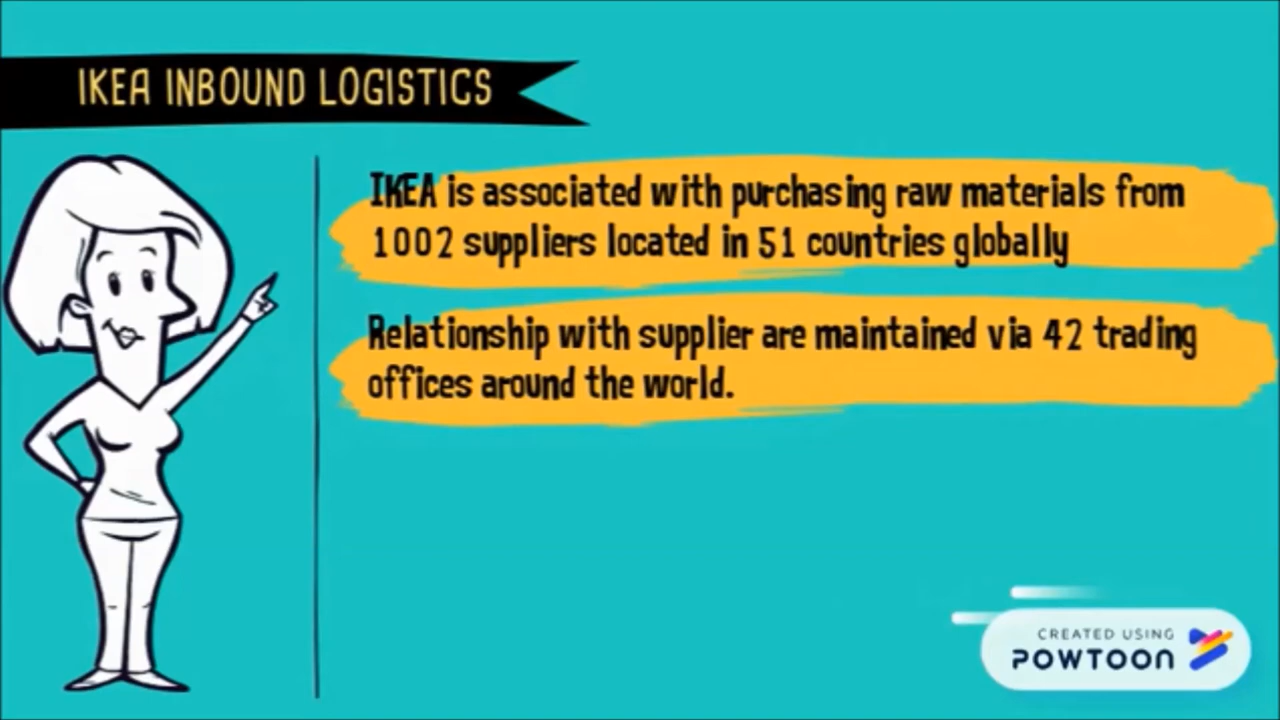 IKEA INBOUND LOGISTICS
IKEA is associated with purchasing raw materials from
1002 suppliers located in 51 countries globally
Relationship with supplier are maintained via 42 trading
offices around the world.
CREATED USING
POWTOON